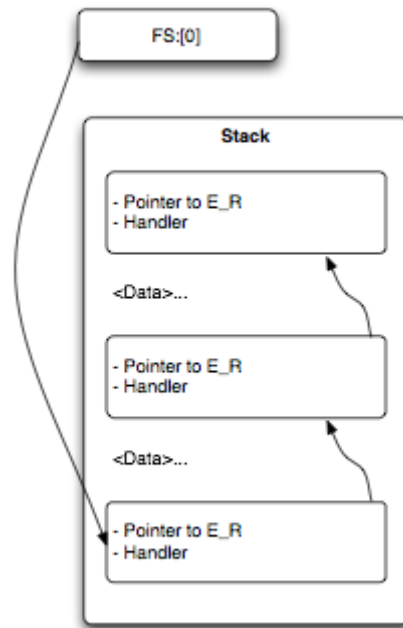 FS:[0]
Stack
- Pointer to E_R
- Handler
<Data>...
- Pointer to E_R
- Handler
<Data>...
- Pointer to E_R
- Handler